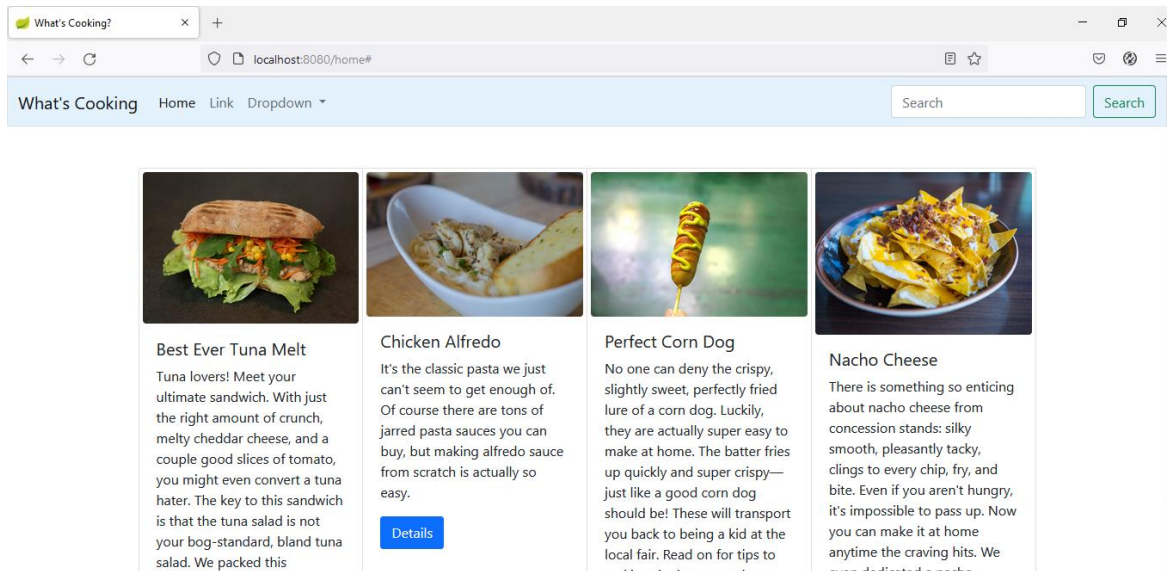 What's Cooking?
localhost:8080/home#
What's Cooking Home Link Dropdown Search Search
Best Ever Tuna Melt
Tuna lovers! Meet your
ultimate sandwich. With just
the right amount of crunch,
melty cheddar cheese, and a
couple good slices of tomato,
you might even convert a tuna
hater. The key to this sandwich
is that the tuna salad is not
your bog-standard, bland tuna
salad. We packed this
Chicken Alfredo
It's the classic pasta we just
can't seem to get enough of.
Of course there are tons of
jarred pasta sauces you can
buy, but making alfredo sauce
from scratch is actually so
easy.
Details
Perfect Corn Dog
No one can deny the crispy,
slightly sweet, perfectly fried
lure of a corn dog. Luckily,
they are actually super easy to
make at home. The batter fries
up quickly and super crispy—
just like a good corn dog
should be! These will transport
you back to being a kid at the
local fair. Read on for tips to
Nacho Cheese
There is something so enticing
about nacho cheese from
concession stands: silky
smooth, pleasantly tacky,
clings to every chip, fry, and
bite. Even if you aren't hungry,
it's impossible to pass up. Now
you can make it at home
anytime the craving hits. We